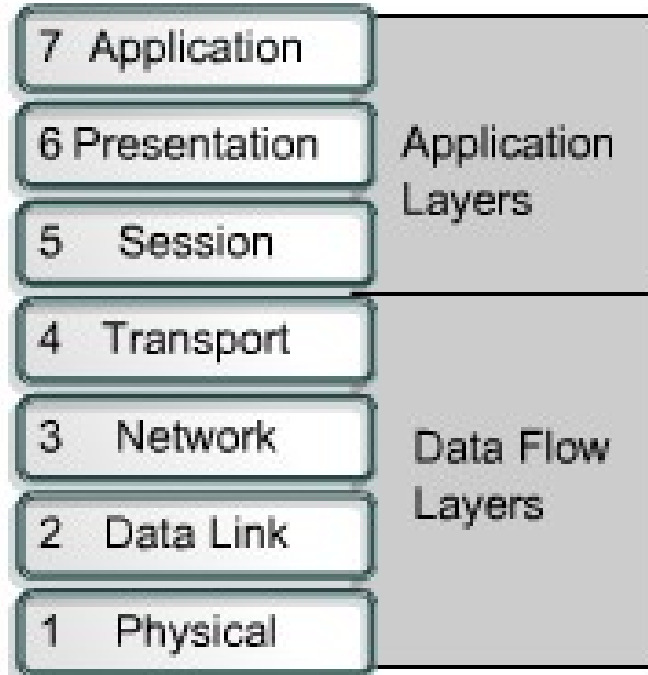 7 Application
6 Presentation
5 Session
4 Transport
3 Network
2 Data Link
1 Physical
Application
Layers
Data Flow
Layers